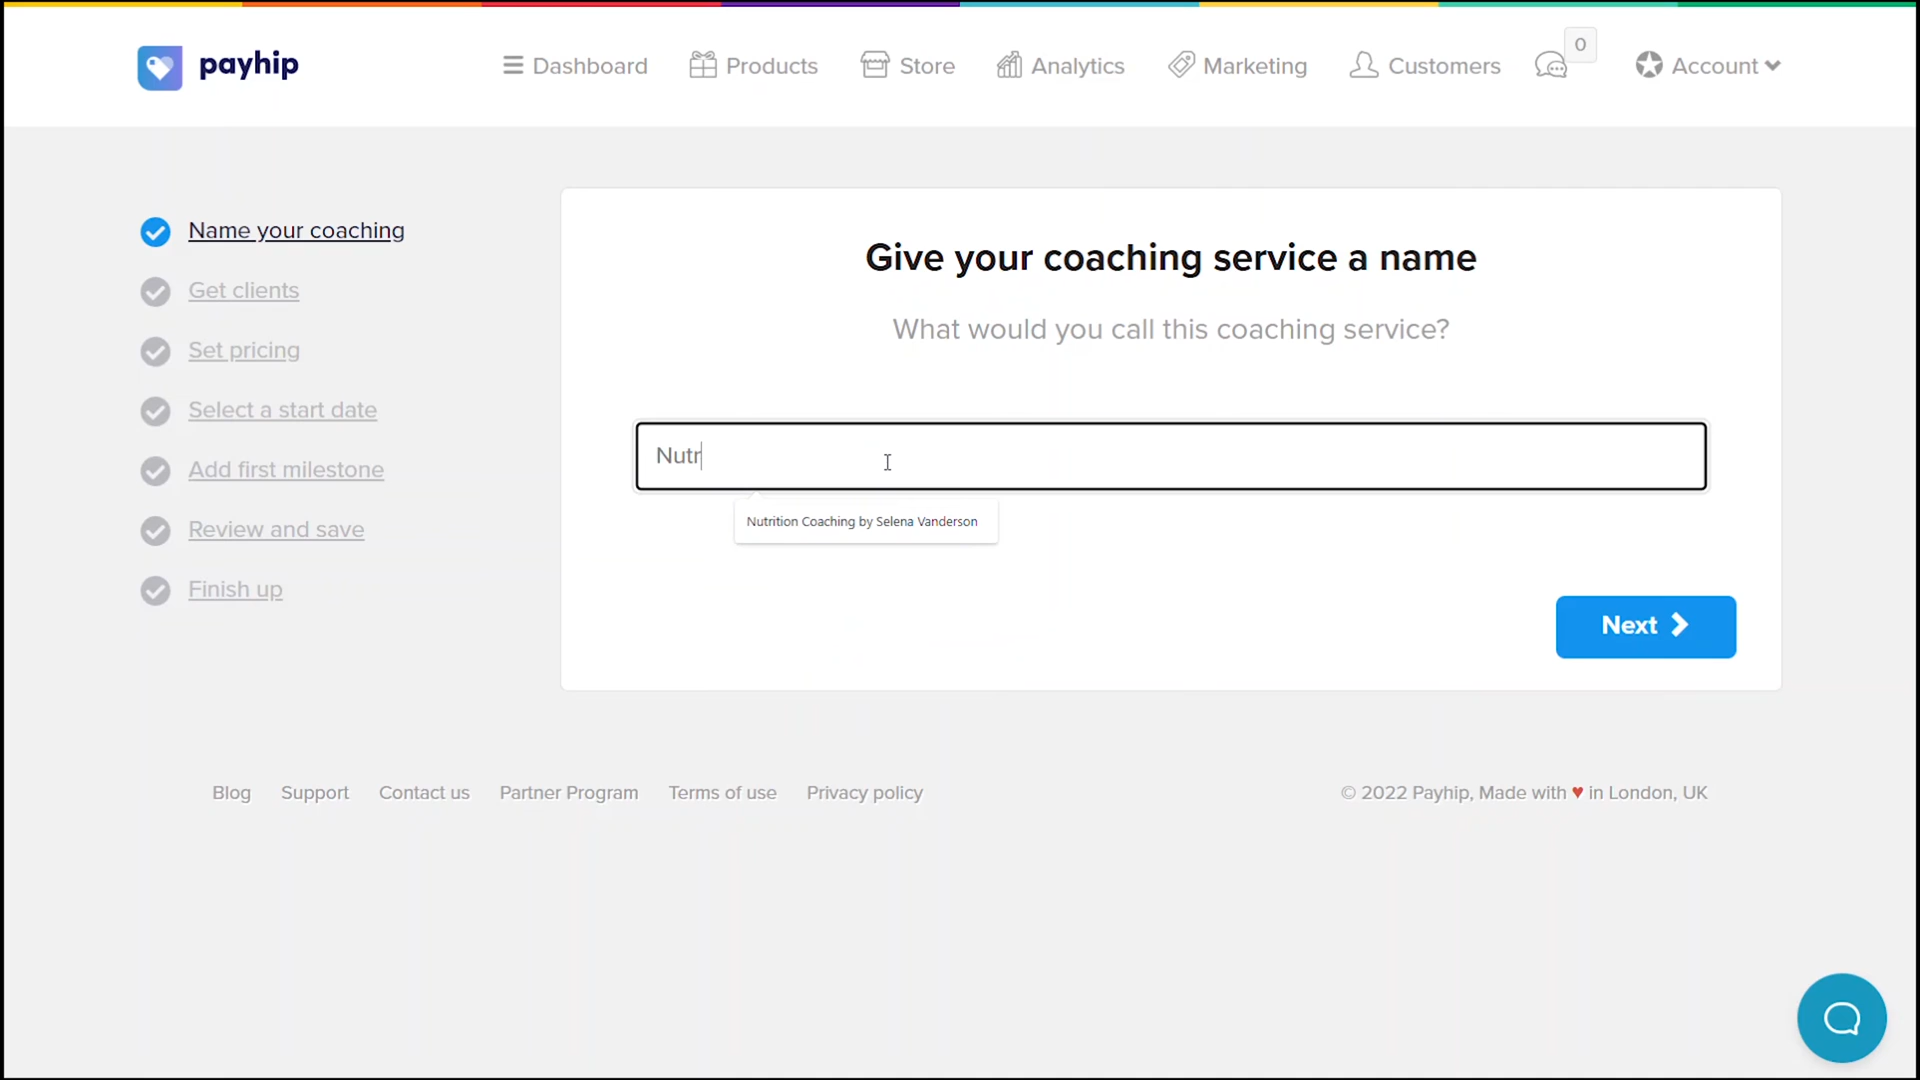 payhip
Dashboard
Products
Store
Analytics
Marketing
Customers
0
Account
Name your coaching
Get clients
Set pricing
Select a start date
Add first milestone
Review and save
Finish up
Give your coaching service a name
What would you call this coaching service?
Nutr
Nutrition Coaching by Selena Vanderson
Next
Blog Support Contact us Partner Program Terms of use Privacy policy
© 2022 Payhip, Made with ♥ in London, UK